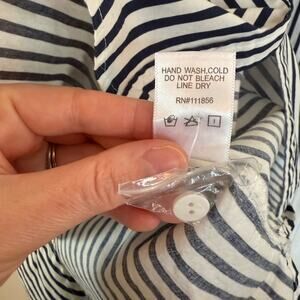 HAND WASH,COLD
DO NOT BLEACH
LINE DRY
RN#111856